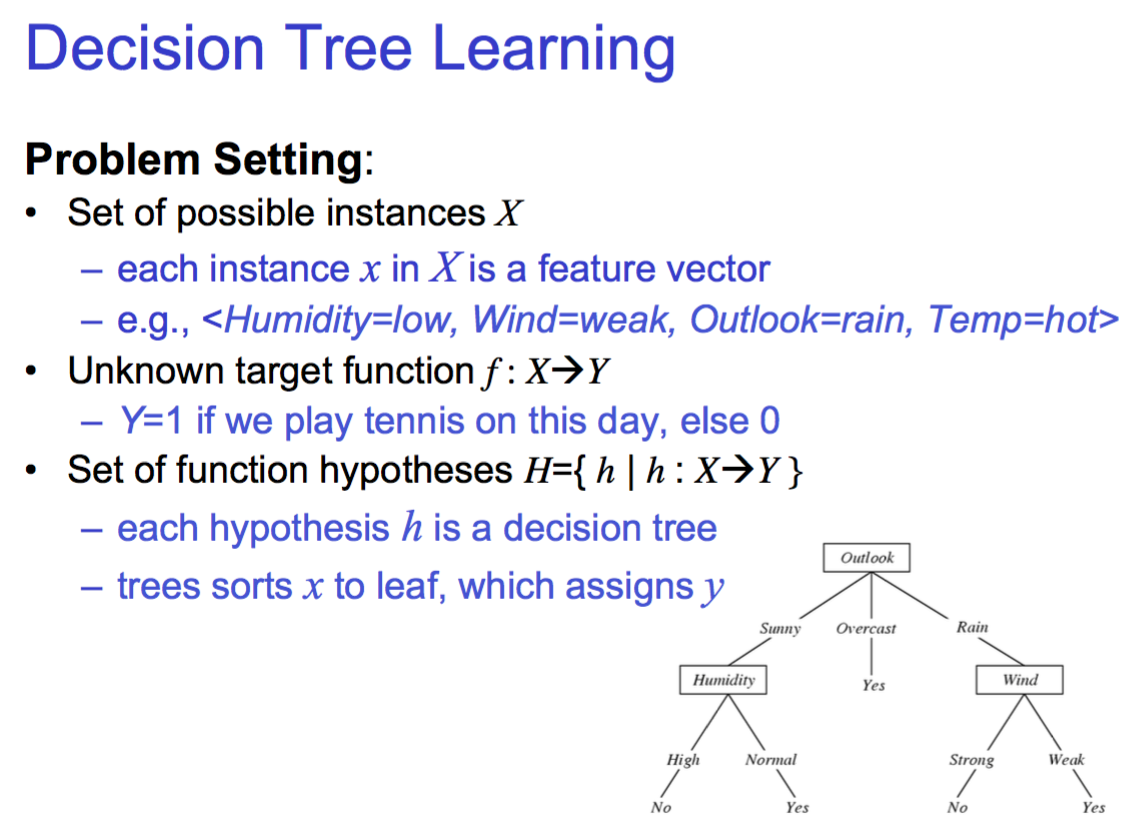 Decision Tree Learning
Problem Setting:
• Set of possible instances X
– each instance x in X is a feature vector
– e.g., <Humidity=low, Wind=weak, Outlook=rain, Temp=hot>
• Unknown target function f : X→Y
– Y=1 if we play tennis on this day, else 0
• Set of function hypotheses H={ h | h : X→Y }
– each hypothesis h is a decision tree
– trees sorts x to leaf, which assigns y
Outlook
Sunny Overcast Rain
Humidity Yes Wind
High Normal Strong Weak
No Yes No Yes